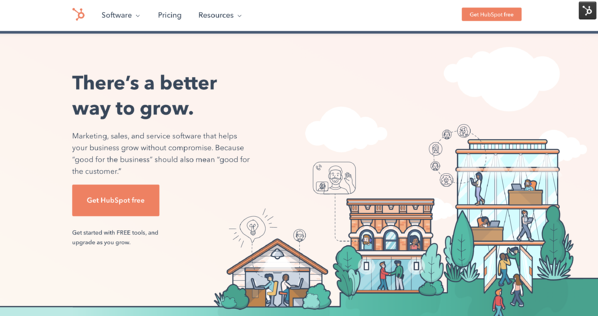 Software
Pricing
Resources
Get HubSpot free
There's a better
way to grow.
Marketing, sales, and service software that helps
your business grow without compromise. Because
“good for the business” should also mean “good for
the customer.”
Get HubSpot free
Get started with FREE tools, and
upgrade as you grow.